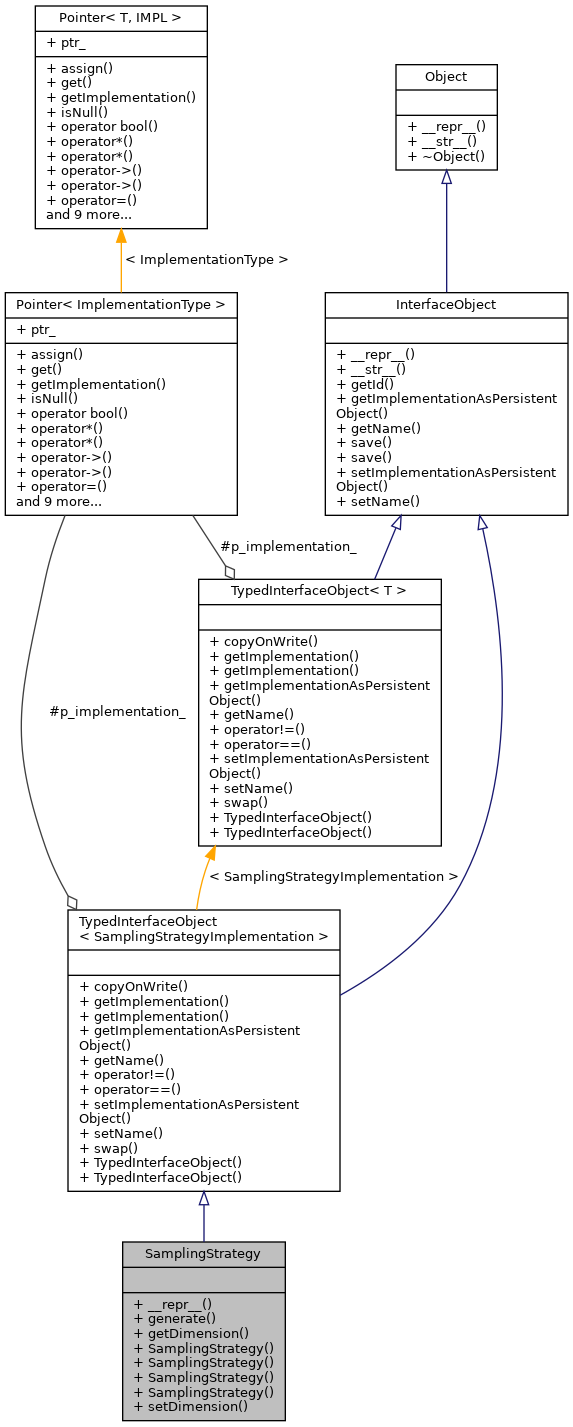 Pointer< T, IMPL >
+ ptr_
+ assign()
+ get()
+ getImplementation()
+ isNull()
+ operator bool()
+ operator*()
+ operator*()
+ operator->()
+ operator->()
+ operator=()
and 9 more...
Object
+ __repr__()
+ __str__()
+ ~Object()
< ImplementationType >
Pointer< ImplementationType >
+ ptr_
+ assign()
+ get()
+ getImplementation()
+ isNull()
+ operator bool()
+ operator*()
+ operator*()
+ operator->()
+ operator->()
+ operator=()
and 9 more...
InterfaceObject
+ __repr__()
+ __str__()
+ getId()
+ getImplementationAsPersistent
Object()
+ getName()
+ save()
+ save()
+ setImplementationAsPersistent
Object()
+ setName()
#p_implementation_
TypedInterfaceObject< T >
+ copyOnWrite()
+ getImplementation()
+ getImplementation()
+ getImplementationAsPersistent
Object()
+ getName()
+ operator!=()
+ operator==()
+ setImplementationAsPersistent
Object()
+ setName()
+ swap()
+ TypedInterfaceObject()
+ TypedInterfaceObject()
#p_implementation_
< SamplingStrategyImplementation >
TypedInterfaceObject
< SamplingStrategyImplementation >
+ copyOnWrite()
+ getImplementation()
+ getImplementation()
+ getImplementationAsPersistent
Object()
+ getName()
+ operator!=()
+ operator==()
+ setImplementationAsPersistent
Object()
+ setName()
+ swap()
+ TypedInterfaceObject()
+ TypedInterfaceObject()
SamplingStrategy
+ __repr__()
+ generate()
+ getDimension()
+ SamplingStrategy()
+ SamplingStrategy()
+ SamplingStrategy()
+ SamplingStrategy()
+ setDimension()